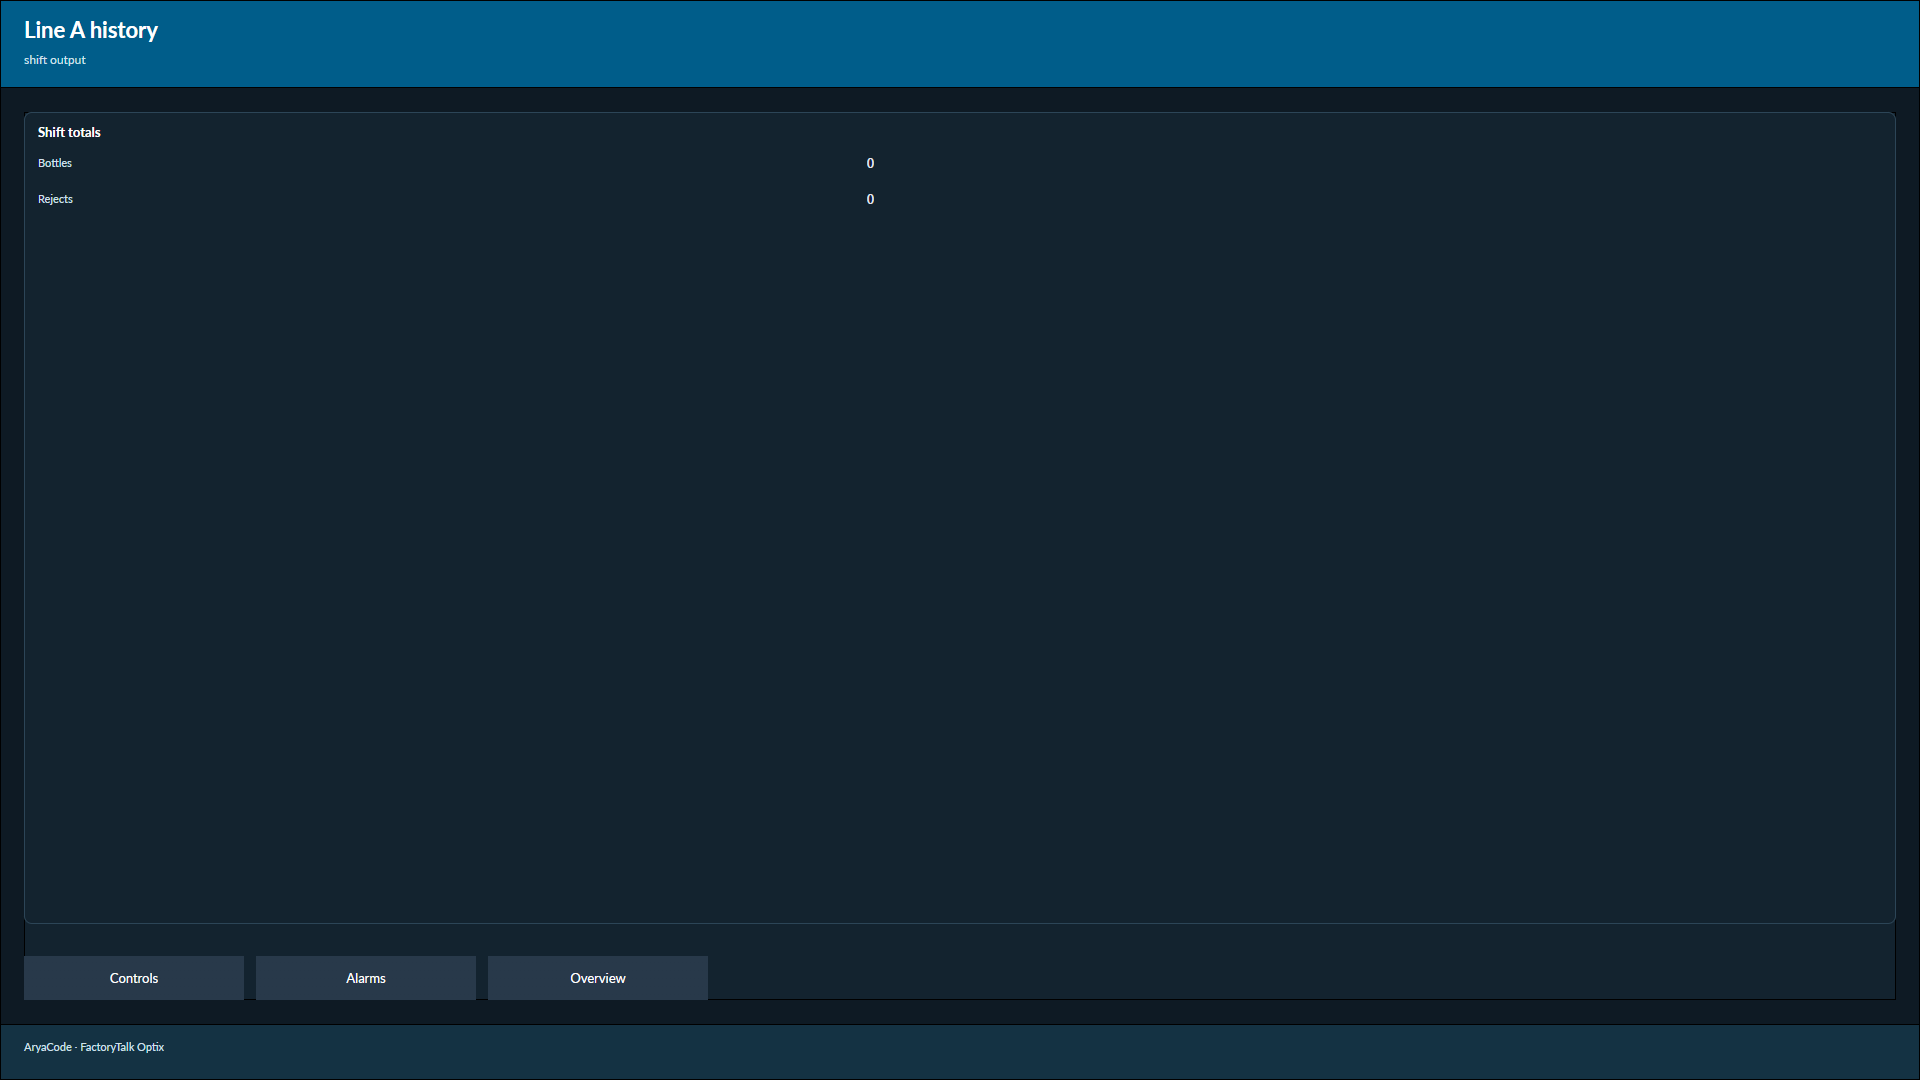 Line A history
shift output
Shift totals
Bottles 0
Rejects 0
Controls Alarms Overview
AryaCode · FactoryTalk Optix